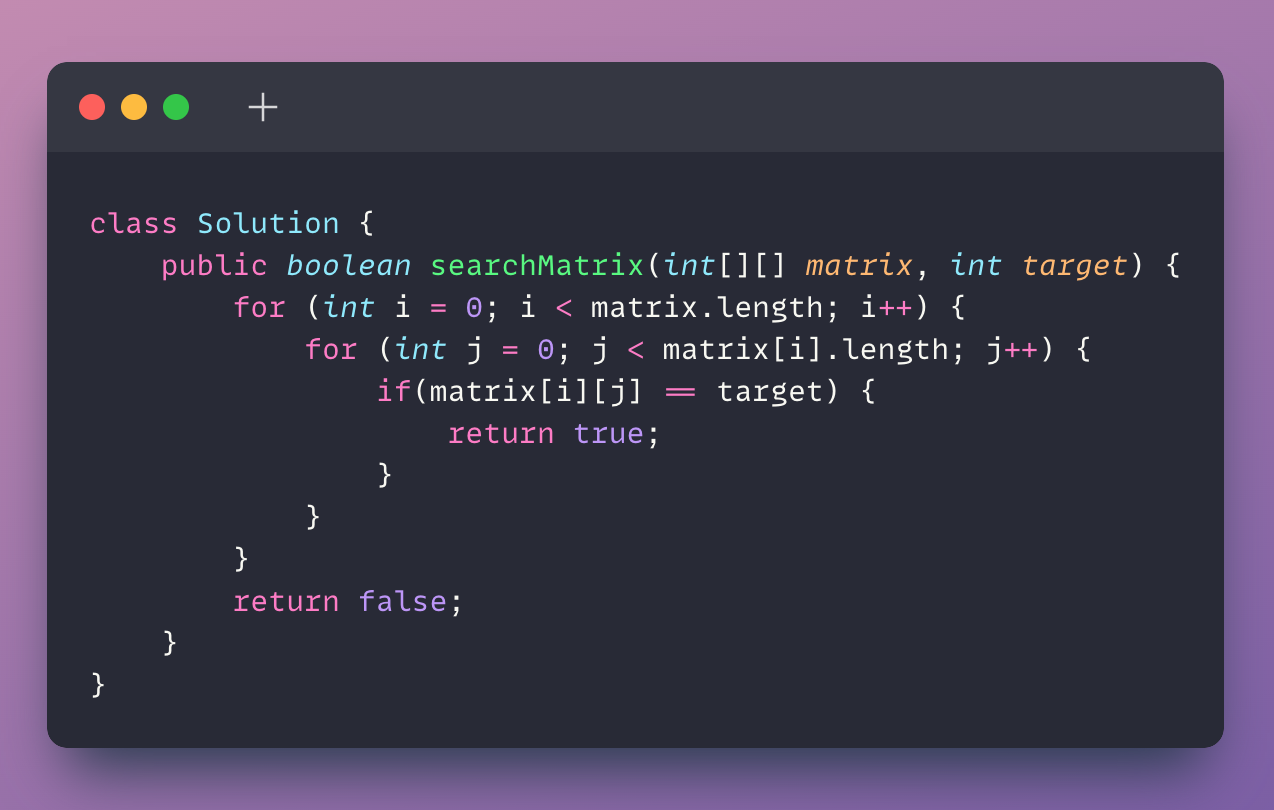 class Solution {
    public boolean searchMatrix(int[][] matrix, int target) {
        for (int i = 0; i < matrix.length; i++) {
            for (int j = 0; j < matrix[i].length; j++) {
                if(matrix[i][j] == target) {
                    return true;
                }
            }
        }
        return false;
    }
}